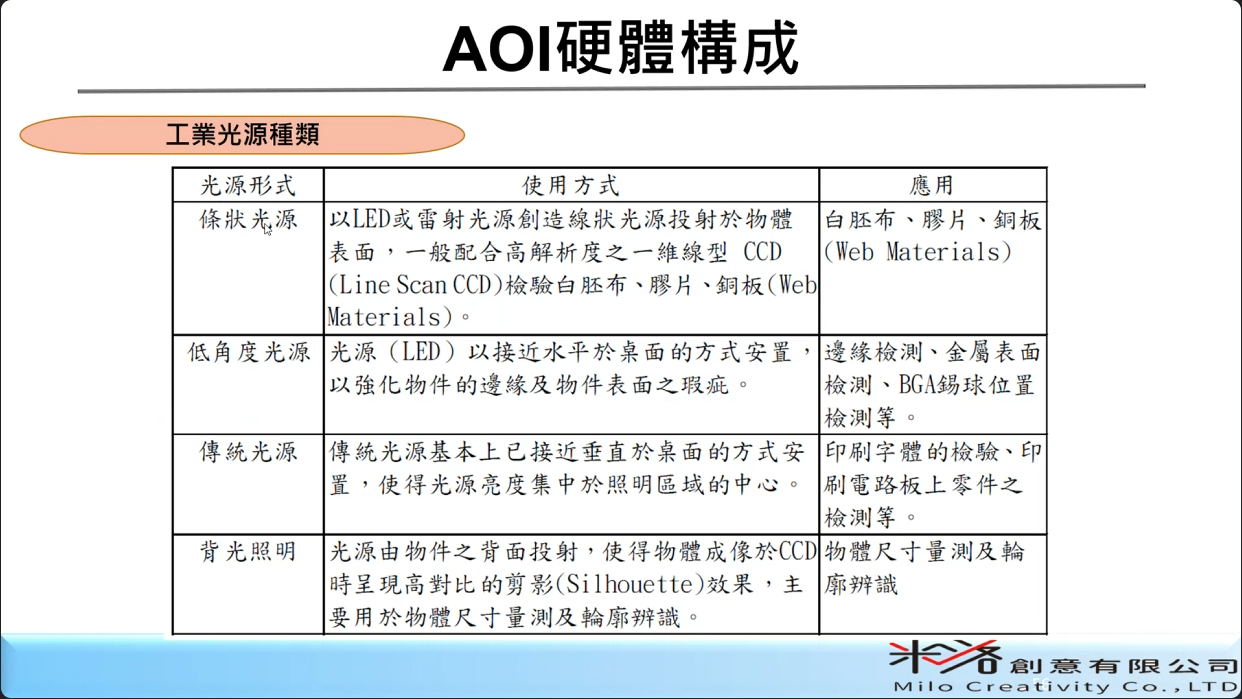 AOI硬體構成
工業光源種類
光源形式 使用方式 應用
條狀光源
以LED或雷射光源創造線狀光源投射於物體
表面，一般配合高解析度之一維線型 CCD
(Line Scan CCD)檢驗白胚布、膠片、銅板(Web
Materials)。
白胚布、膠片、銅板
(Web Materials)
低角度光源
光源（LED）以接近水平於桌面的方式安置，
以強化物件的邊緣及物件表面之瑕疵。
邊緣檢測、金屬表面
檢測、BGA錫球位置
檢測等。
傳統光源
傳統光源基本上已接近垂直於桌面的方式安
置，使得光源亮度集中於照明區域的中心。
印刷字體的檢驗、印
刷電路板上零件之
檢測等。
背光照明
光源由物件之背面投射，使得物體成像於CCD
時呈現高對比的剪影(Silhouette)效果，主
要用於物體尺寸量測及輪廓辨識。
物體尺寸量測及輪
廓辨識
米洛創意有限公司
Milo Creativity Co.,LTD